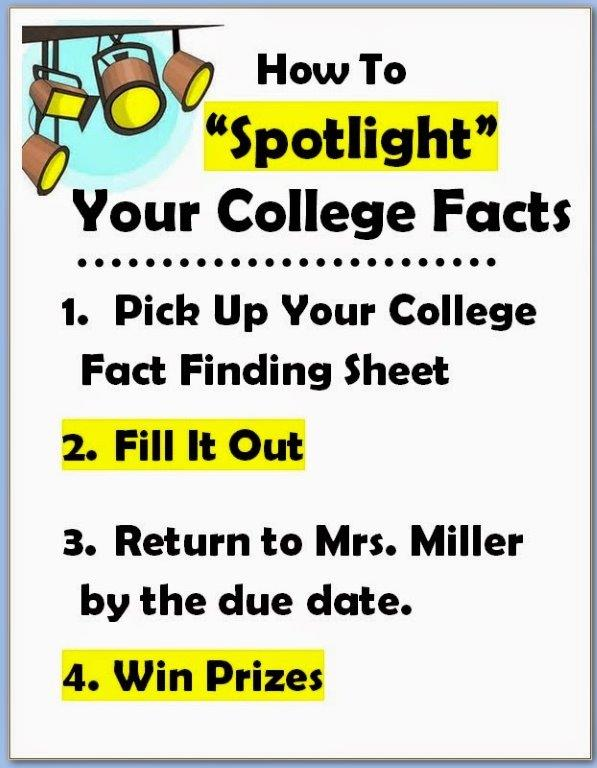 How To
“Spotlight”
Your College Facts
1. Pick Up Your College
Fact Finding Sheet
2. Fill It Out
3. Return to Mrs. Miller
by the due date.
4. Win Prizes